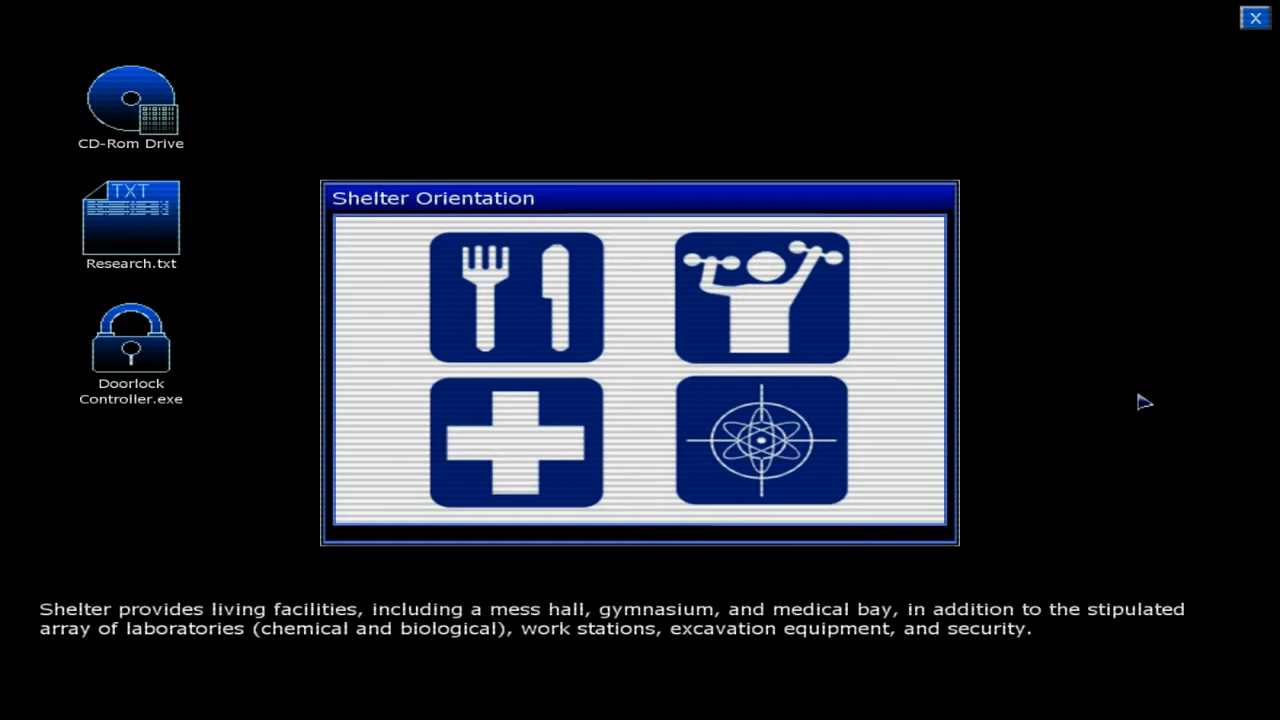 X
CD-Rom Drive
TXT
Research.txt
Doorlock
Controller.exe
Shelter Orientation
Shelter provides living facilities, including a mess hall, gymnasium, and medical bay, in addition to the stipulated
array of laboratories (chemical and biological), work stations, excavation equipment, and security.